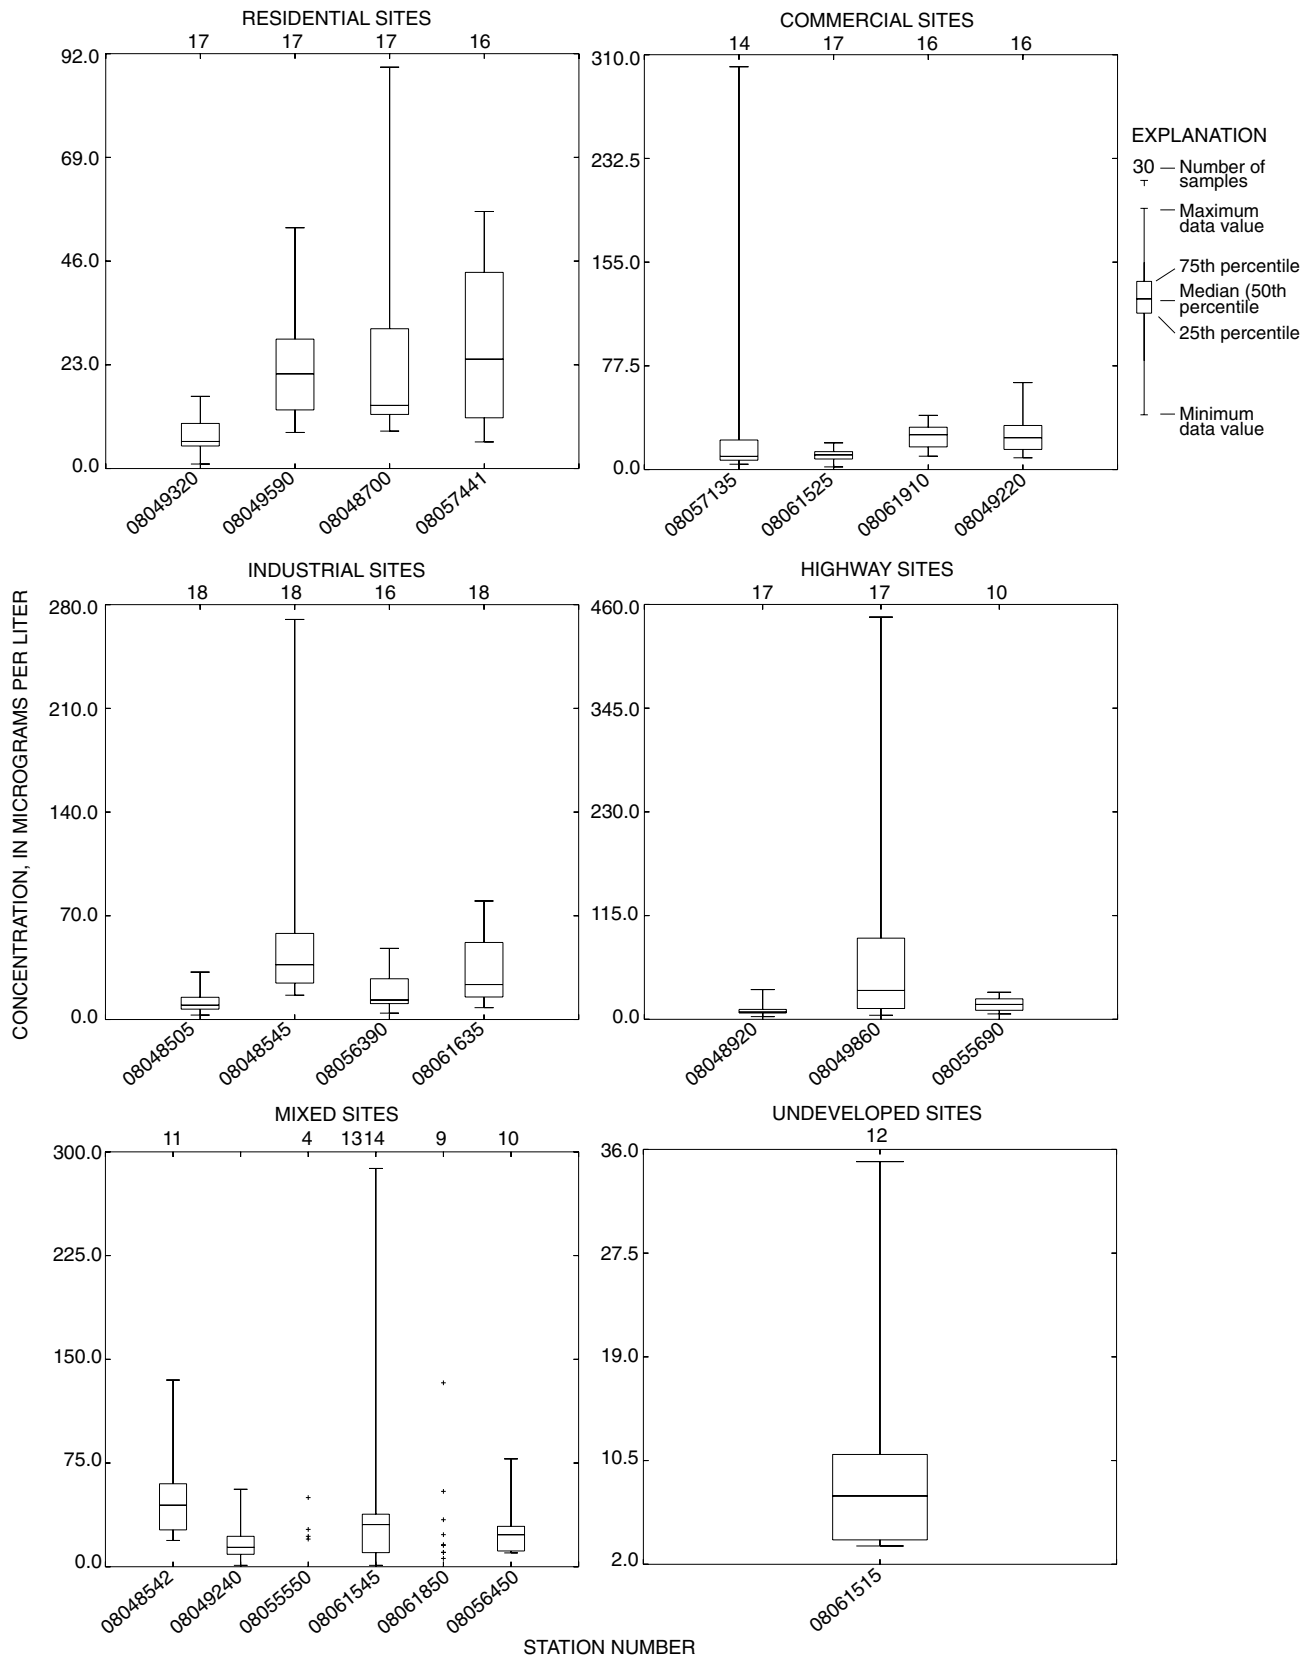 RESIDENTIAL SITES
17 17 17 16
92.0
69.0
46.0
23.0
0.0
08049320 08049590 08048700 08057441
COMMERCIAL SITES
14 17 16 16
310.0
232.5
155.0
77.5
0.0
08057135 08061525 08061910 08049220
EXPLANATION
30 Number of
samples
Maximum
data value
75th percentile
Median (50th
percentile
25th percentile
Minimum
data value
CONCENTRATION, IN MICROGRAMS PER LITER
INDUSTRIAL SITES
18 18 16 18
280.0
210.0
140.0
70.0
0.0
08048505 08048545 08056390 08061635
HIGHWAY SITES
17 17 10
460.0
345.0
230.0
115.0
0.0
08048920 08049860 08055690
MIXED SITES
11 4 1314 9 10
300.0
225.0
150.0
75.0
0.0
08048542 08049240 08055550 08061545 08061850 08056450
UNDEVELOPED SITES
12
36.0
27.5
19.0
10.5
2.0
08061515
STATION NUMBER